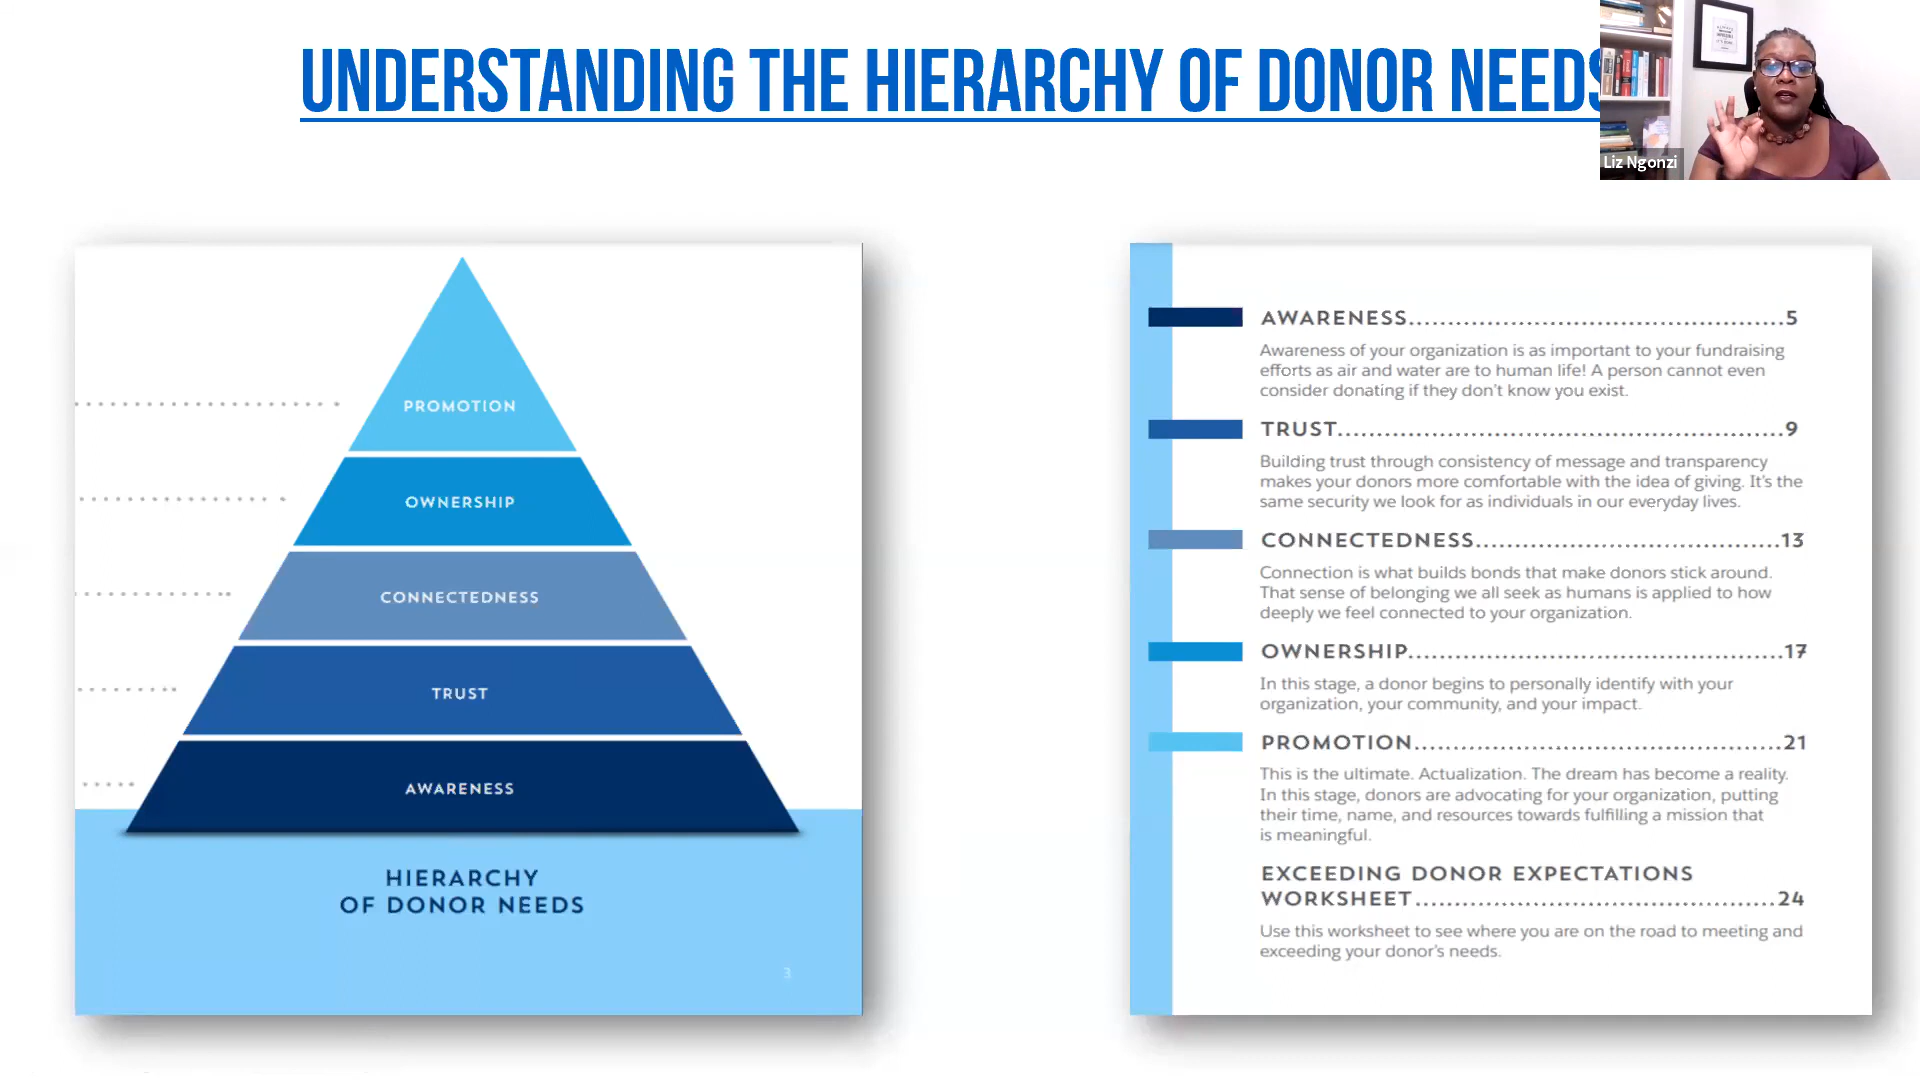 UNDERSTANDING THE HIERARCHY OF DONOR NEEDS
Liz Ngonzi
PROMOTION
OWNERSHIP
CONNECTEDNESS
TRUST
AWARENESS
HIERARCHY
OF DONOR NEEDS
3
AWARENESS..........................................................5
Awareness of your organization is as important to your fundraising
efforts as air and water are to human life! A person cannot even
consider donating if they don't know you exist.
TRUST.....................................................................9
Building trust through consistency of message and transparency
makes your donors more comfortable with the idea of giving. It's the
same security we look for as individuals in our everyday lives.
CONNECTEDNESS...............................................13
Connection is what builds bonds that make donors stick around.
That sense of belonging we all seek as humans is applied to how
deeply we feel connected to your organization.
OWNERSHIP..........................................................17
In this stage, a donor begins to personally identify with your
organization, your community, and your impact.
PROMOTION.........................................................21
This is the ultimate. Actualization. The dream has become a reality.
In this stage, donors are advocating for your organization, putting
their time, name, and resources towards fulfilling a mission that
is meaningful.
EXCEEDING DONOR EXPECTATIONS
WORKSHEET........................................................24
Use this worksheet to see where you are on the road to meeting and
exceeding your donor's needs.